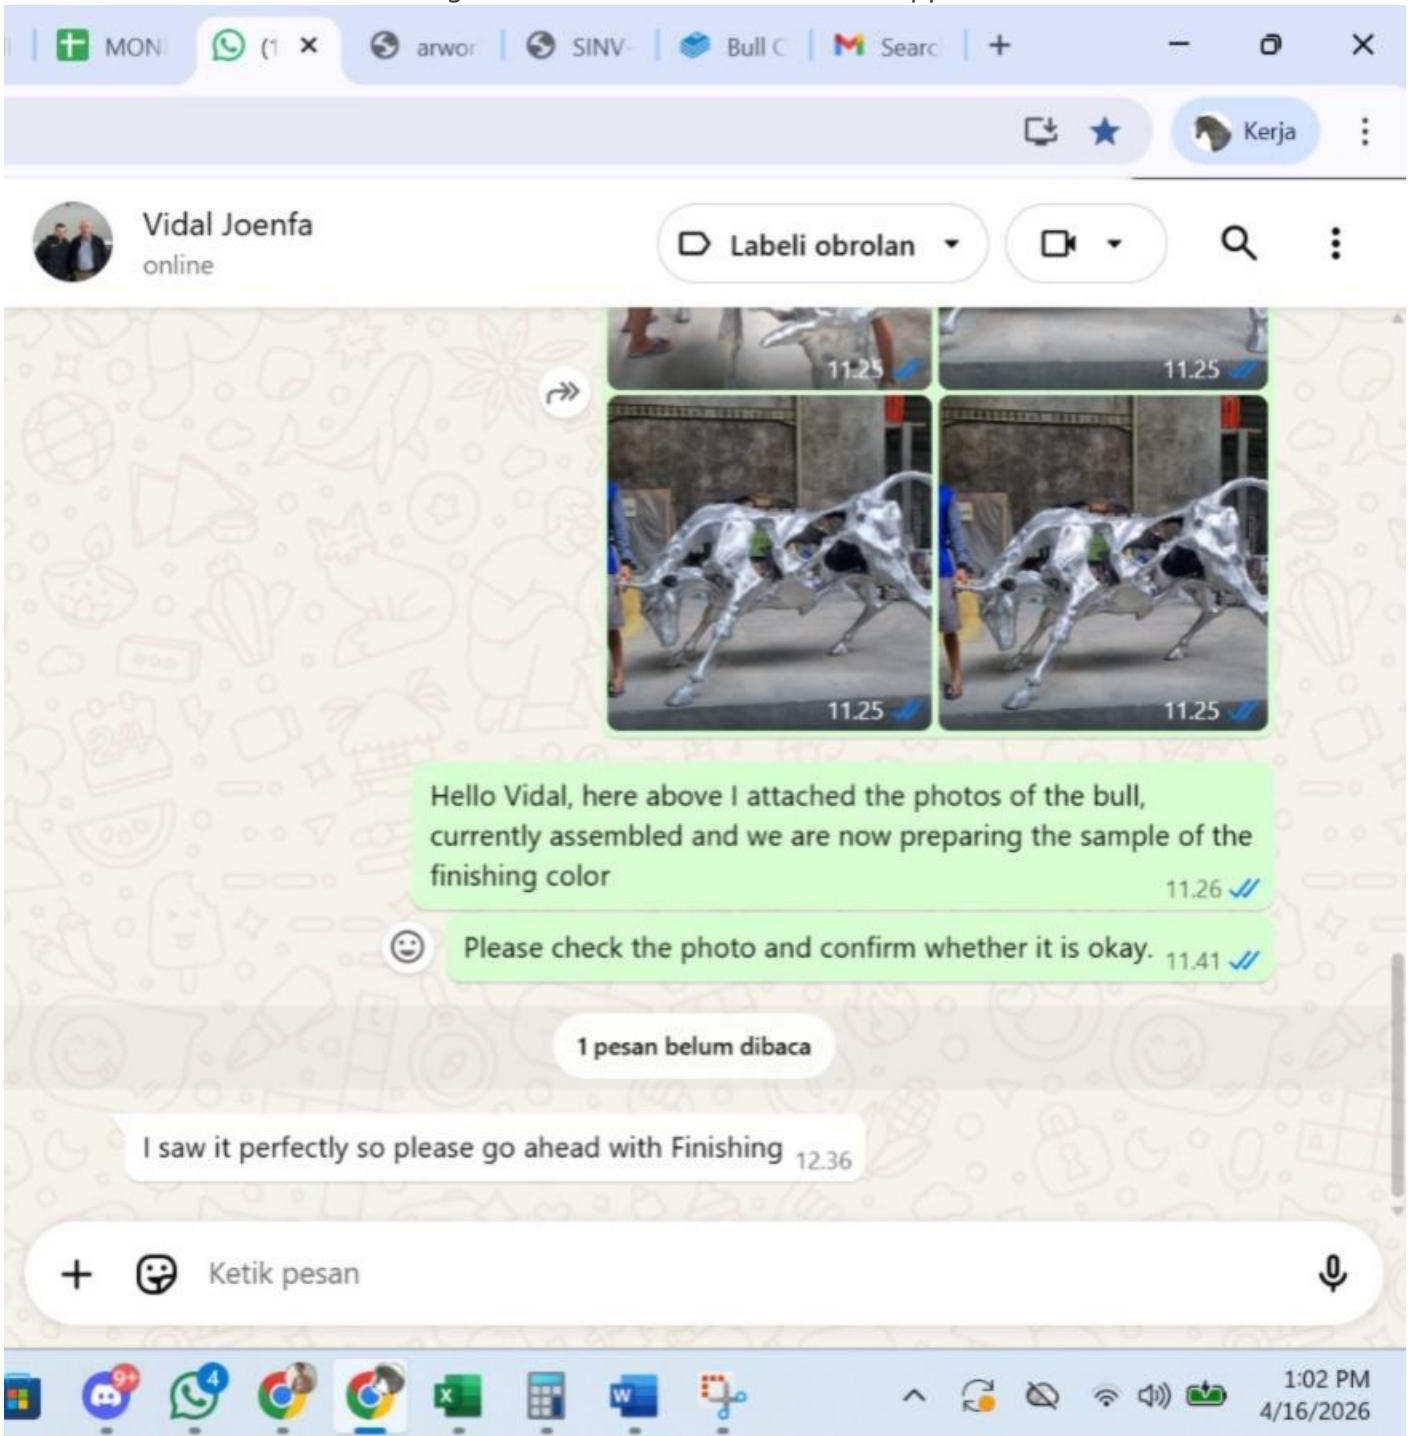 MON
(1
arwor
SINV-
Bull C
Searc
Kerja
Vidal Joenfa
online
Labeli obrolan
11.25
11.25
11.25
11.25
Hello Vidal, here above I attached the photos of the bull,
currently assembled and we are now preparing the sample of the
finishing color
11.26
Please check the photo and confirm whether it is okay. 11.41
1 pesan belum dibaca
I saw it perfectly so please go ahead with Finishing 12.36
Ketik pesan
9+
4
1:02 PM
4/16/2026